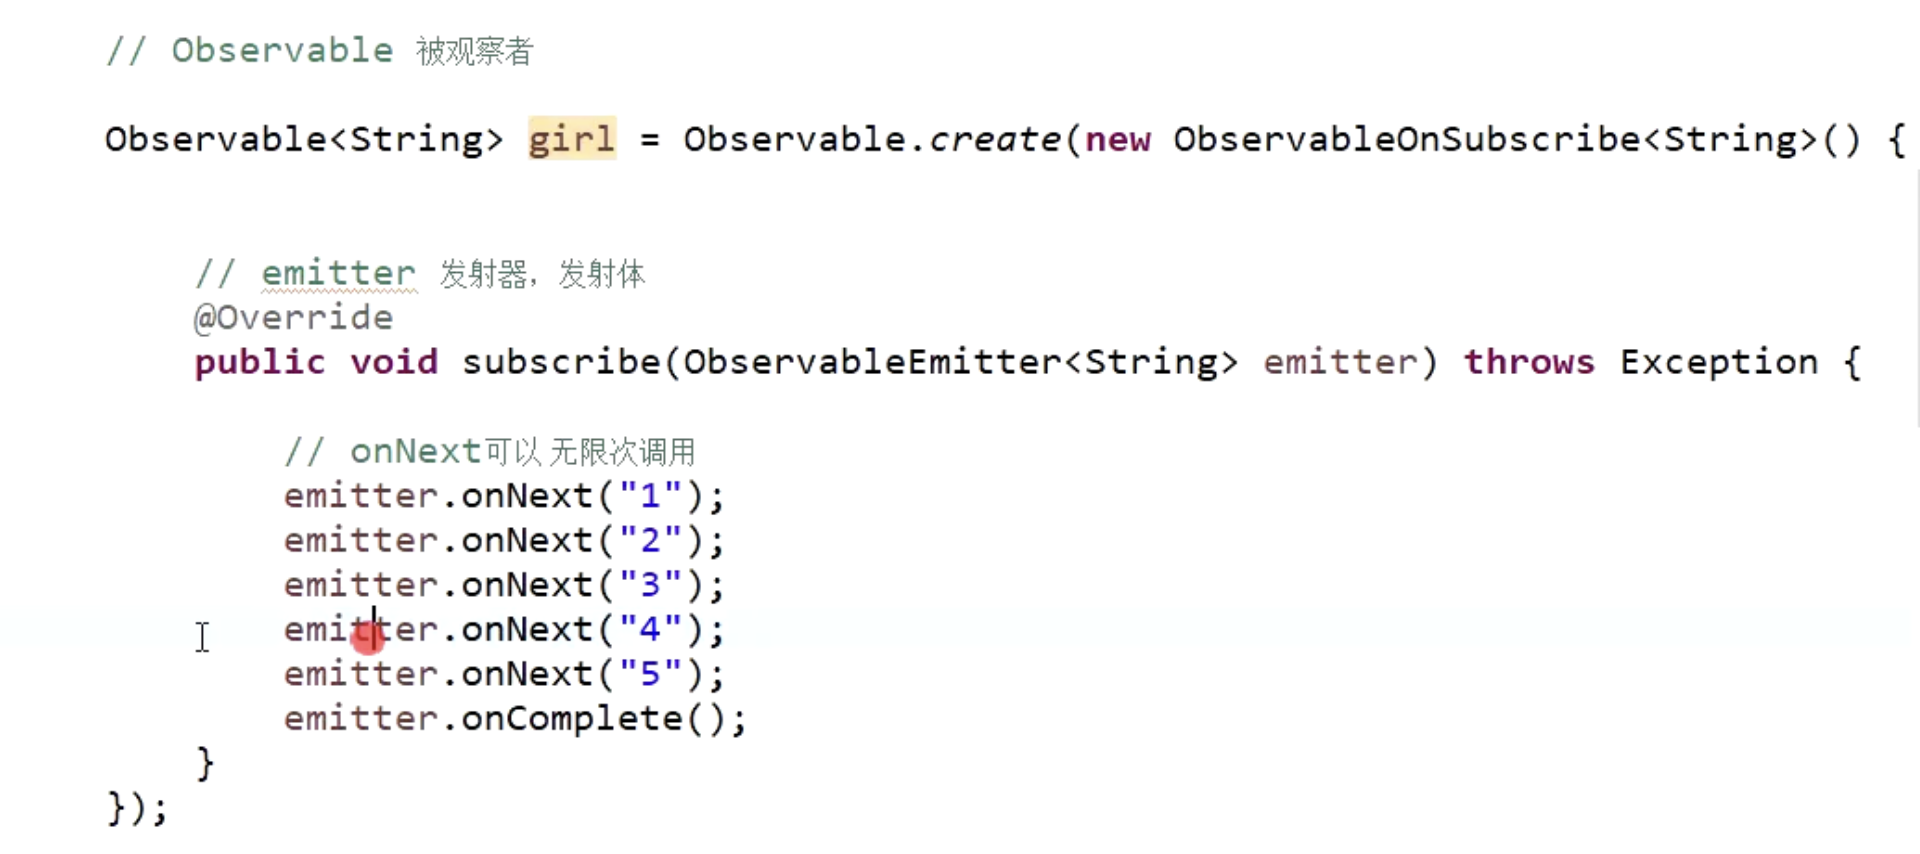 // Observable 被观察者
Observable<String> girl = Observable.create(new ObservableOnSubscribe<String>() {
// emitter 发射器，发射体
@Override
public void subscribe(ObservableEmitter<String> emitter) throws Exception {
// onNext可以 无限次调用
emitter.onNext("1");
emitter.onNext("2");
emitter.onNext("3");
emitter.onNext("4");
emitter.onNext("5");
emitter.onComplete();
}
});